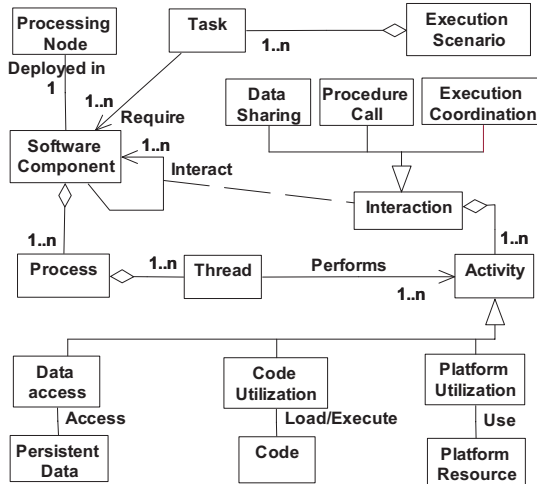 Processing
Node
Task
1..n
Execution
Scenario
Deployed in
1
1..n
Require
Data
Sharing
Procedure
Call
Execution
Coordination
Software
Component
1..n
Interact
Interaction
1..n
1..n
Process
1..n
Thread
Performs
1..n
Activity
Data
access
Code
Utilization
Platform
Utilization
Access
Load/Execute
Use
Persistent
Data
Code
Platform
Resource